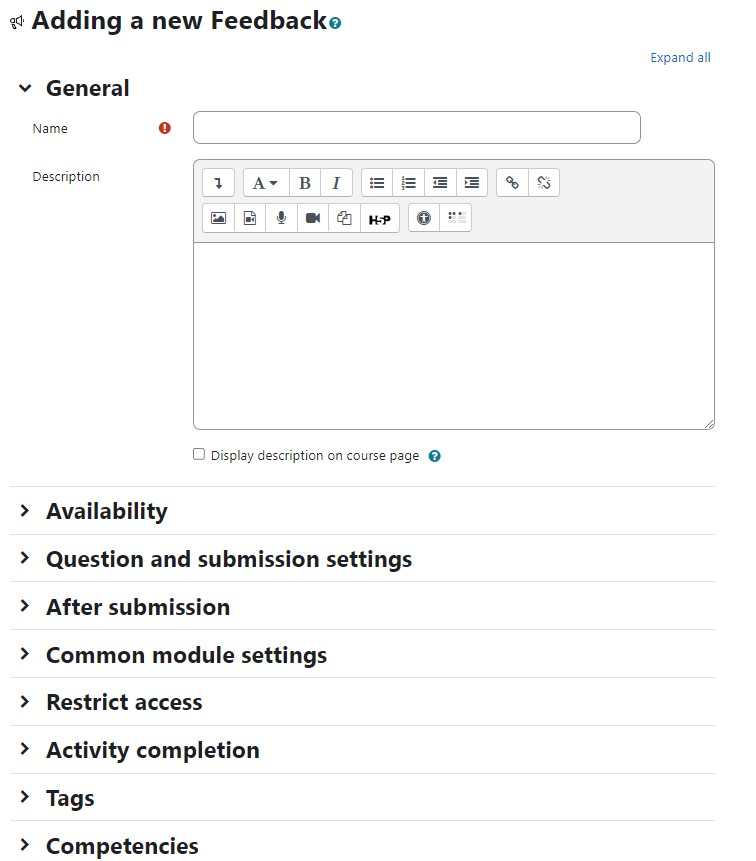 Adding a new Feedback
Expand all
General
Name
Description
A B I
H5P
Display description on course page
Availability
Question and submission settings
After submission
Common module settings
Restrict access
Activity completion
Tags
Competencies